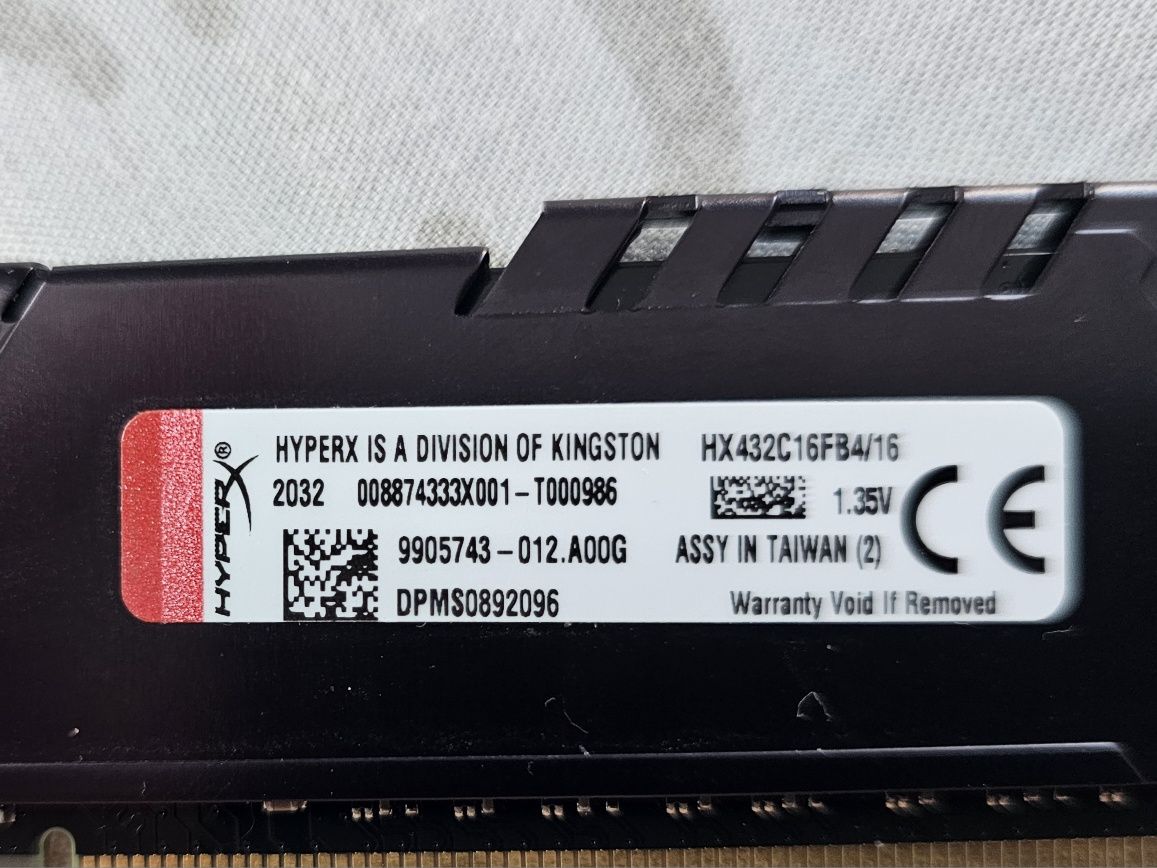 HYPERX®
HYPERX IS A DIVISION OF KINGSTON HX432C16FB4/16
2032 008874333X001-T000986 1.35V CE
9905743-012.A00G ASSY IN TAIWAN (2)
DPMS0892096 Warranty Void If Removed